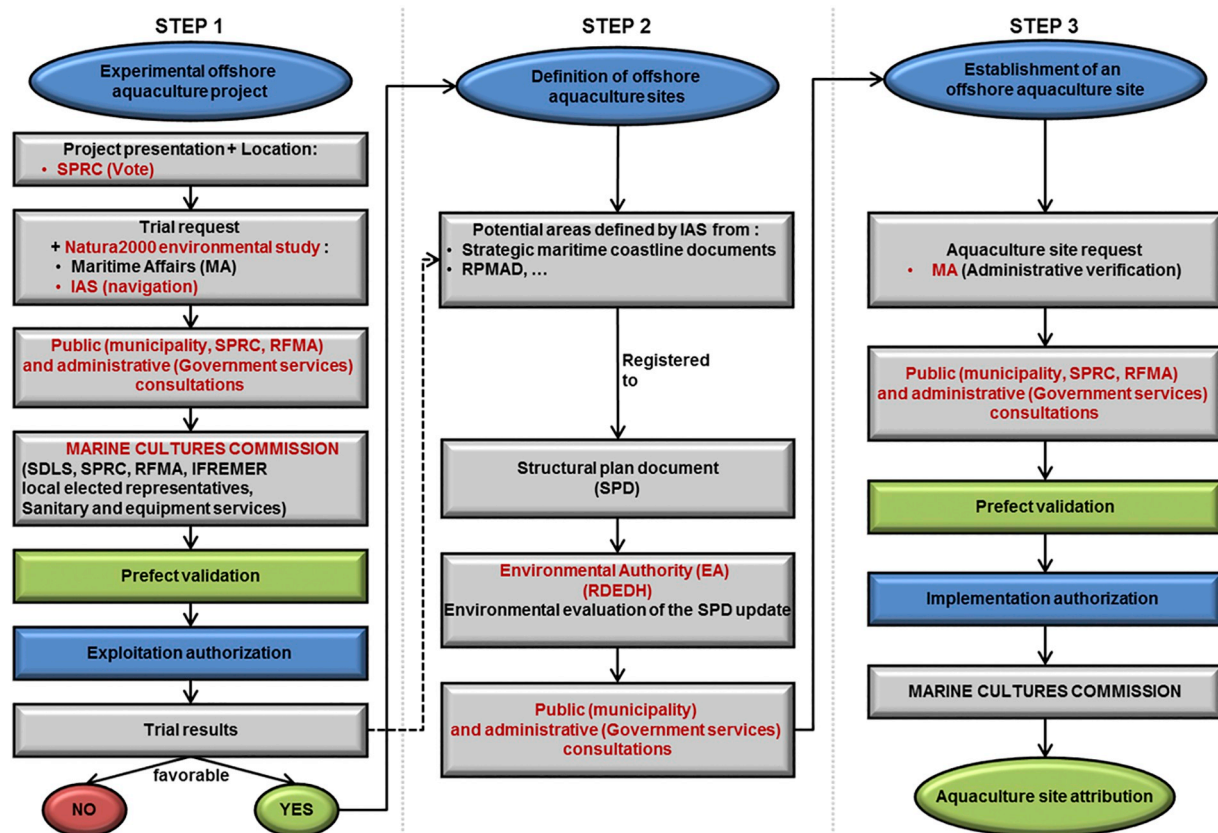 STEP 1
Experimental offshore
aquaculture project
Project presentation + Location:
• SPRC (Vote)
Trial request
+ Natura2000 environmental study :
• Maritime Affairs (MA)
• IAS (navigation)
Public (municipality, SPRC, RFMA)
and administrative (Government services)
consultations
MARINE CULTURES COMMISSION
(SDLS, SPRC, RFMA, IFREMER
local elected representatives,
Sanitary and equipment services)
Prefect validation
Exploitation authorization
Trial results
favorable
NO
YES
STEP 2
Definition of offshore
aquaculture sites
Potential areas defined by IAS from :
• Strategic maritime coastline documents
• RPMAD, ...
Registered
to
Structural plan document
(SPD)
Environmental Authority (EA)
(RDEDH)
Environmental evaluation of the SPD update
Public (municipality)
and administrative (Government services)
consultations
STEP 3
Establishment of an
offshore aquaculture site
Aquaculture site request
• MA (Administrative verification)
Public (municipality, SPRC, RFMA)
and administrative (Government services)
consultations
Prefect validation
Implementation authorization
MARINE CULTURES COMMISSION
Aquaculture site attribution